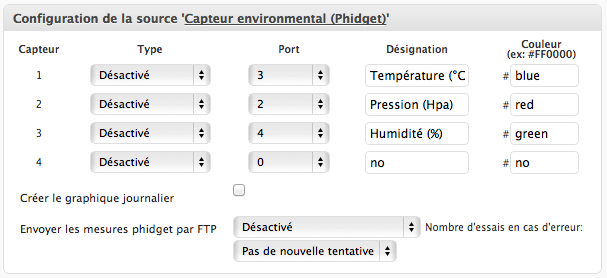 Configuration de la source 'Capteur environmental (Phidget)'
Capteur Type Port Désignation Couleur (ex: #FF0000)
1 Désactivé 3 Température (°C # blue
2 Désactivé 2 Pression (Hpa) # red
3 Désactivé 4 Humidité (%) # green
4 Désactivé 0 no # no
Créer le graphique journalier
Envoyer les mesures phidget par FTP Désactivé Nombre d'essais en cas d'erreur:
Pas de nouvelle tentative